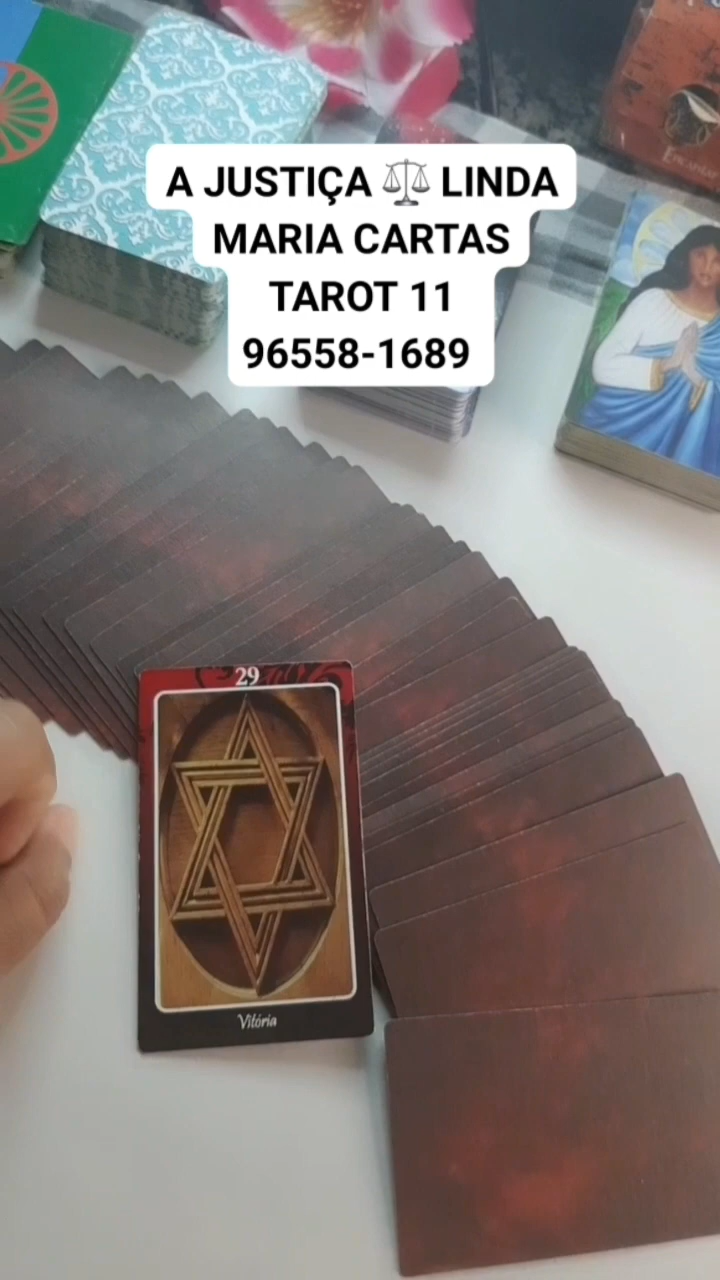 A JUSTIÇA ⚖️ LINDA
MARIA CARTAS
TAROT 11
96558-1689
29
Vitória